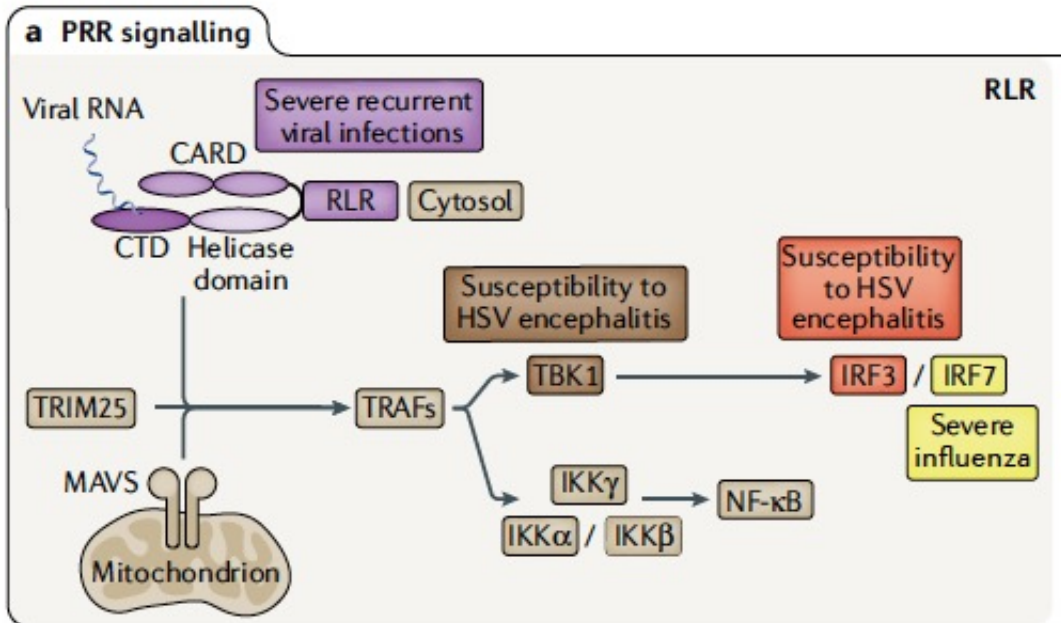 a PRR signalling
RLR
Viral RNA
Severe recurrent
viral infections
CARD
RLR
Cytosol
CTD
Helicase
domain
Susceptibility to
HSV encephalitis
Susceptibility
to HSV
encephalitis
TRIM25
TRAFs
TBK1
IRF3 / IRF7
Severe
influenza
MAVS
IKKγ
IKKα / IKKβ
NF-κB
Mitochondrion